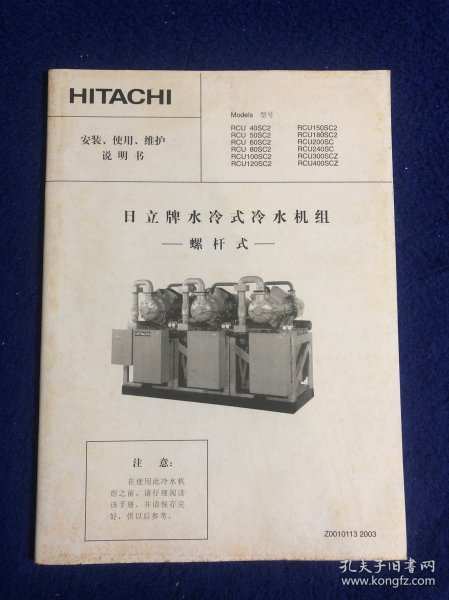 HITACHI
安装、使用、维护
说明书
Models 型号
RCU 40SC2 RCU150SC2
RCU 50SC2 RCU180SC2
RCU 60SC2 RCU200SC
RCU 80SC2 RCU240SC
RCU100SC2 RCU300SCZ
RCU120SC2 RCU400SCZ
日立牌水冷式冷水机组
—螺杆式—
HITACHI
注意：
在使用此冷水机
组之前，请仔细阅读
该手册，并请保存完
好，供以后参考。
Z0010113 2003
孔夫子旧书网
www.kongfz.com